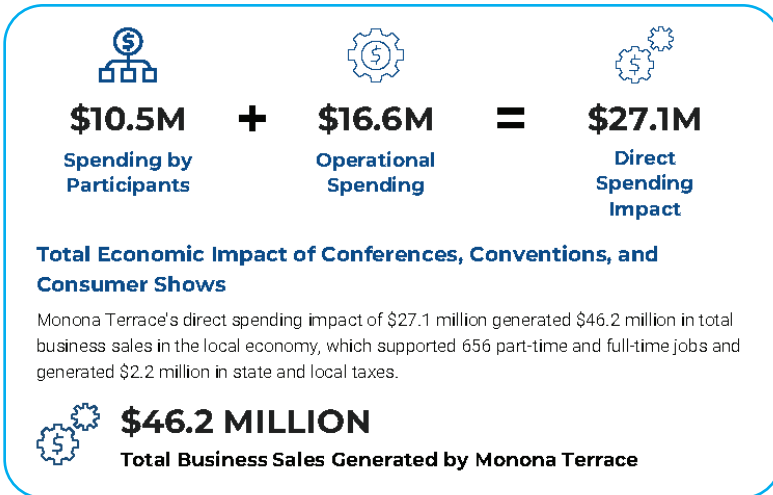 $10.5M + $16.6M = $27.1M
Spending by Participants
Operational Spending
Direct Spending Impact
Total Economic Impact of Conferences, Conventions, and
Consumer Shows
Monona Terrace's direct spending impact of $27.1 million generated $46.2 million in total
business sales in the local economy, which supported 656 part-time and full-time jobs and
generated $2.2 million in state and local taxes.
$46.2 MILLION
Total Business Sales Generated by Monona Terrace